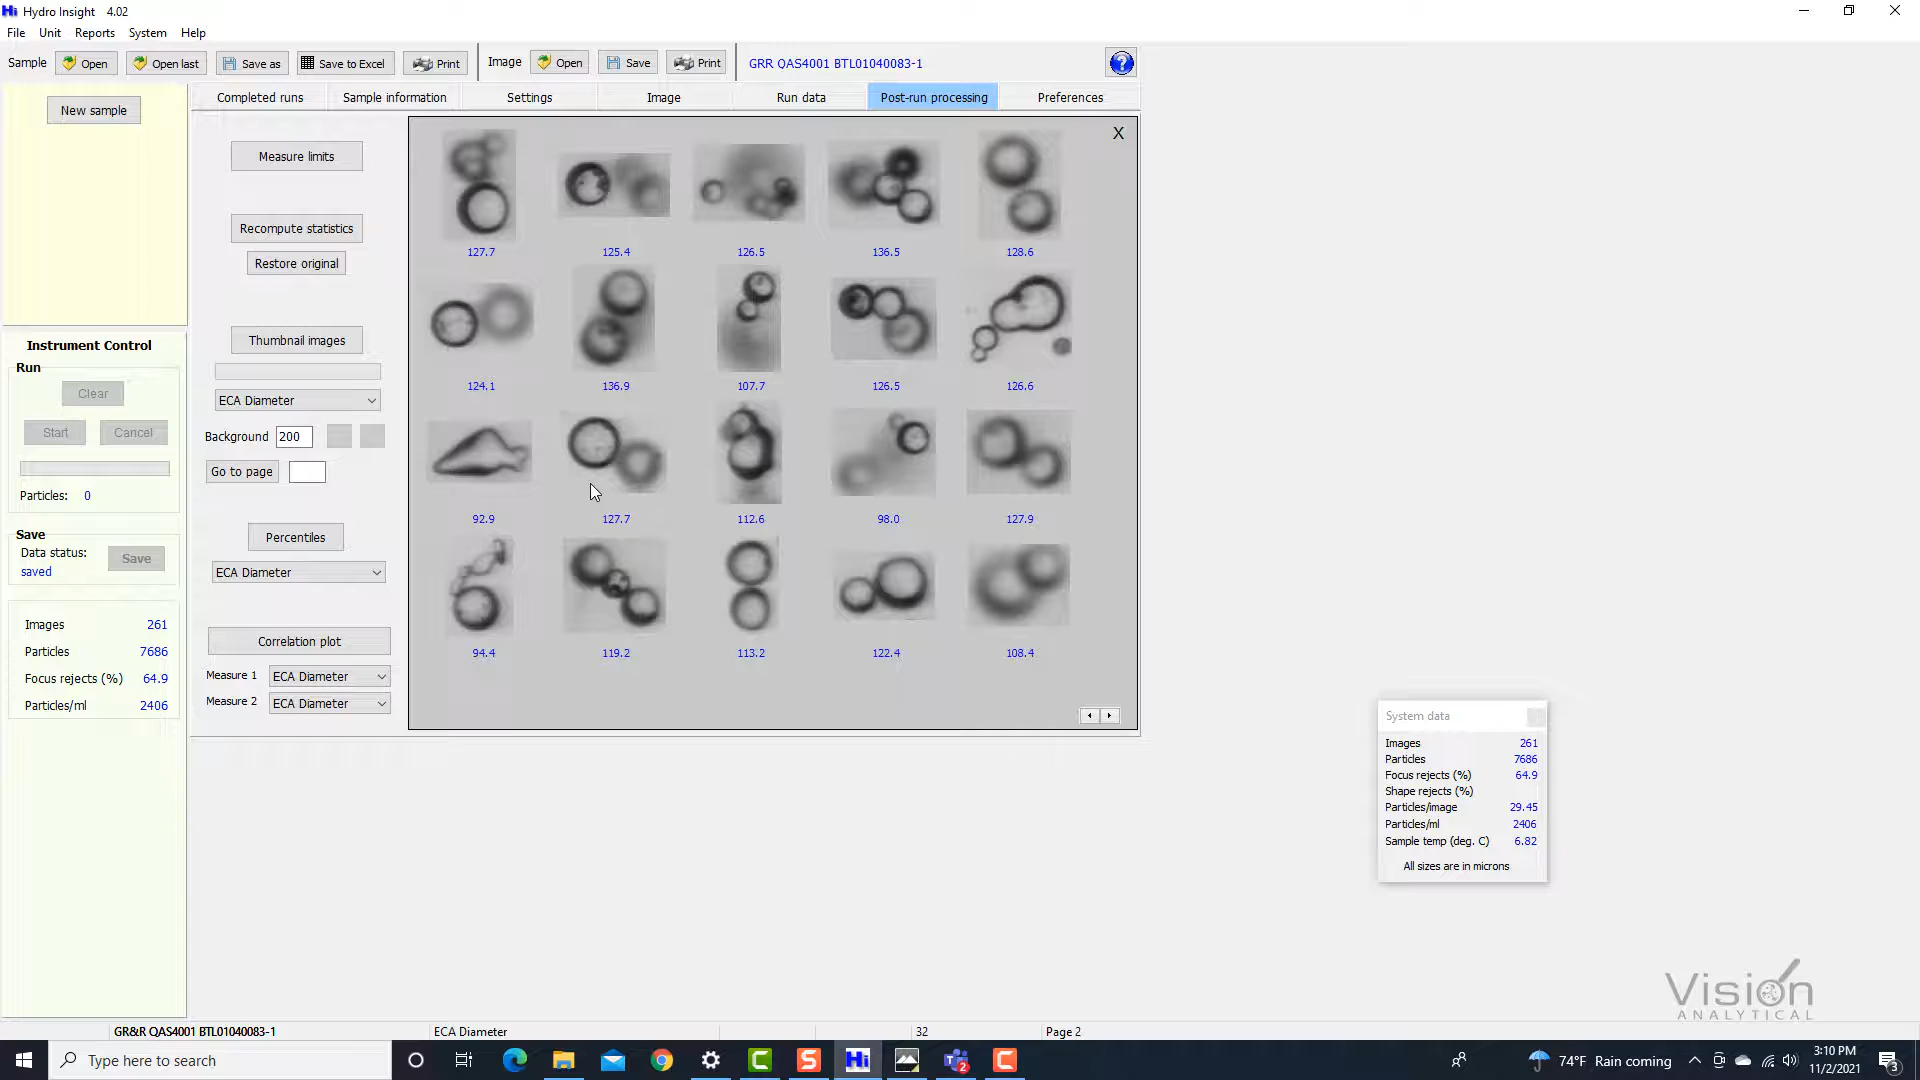 Hydro Insight 4.02
File Unit Reports System Help
Sample Open Open last Save as Save to Excel Print Image Open Save Print GRR QAS4001 BTL01040083-1 ?
New sample
Completed runs Sample information Settings Image Run data Post-run processing Preferences
X
Measure limits
Recompute statistics
Restore original
Thumbnail images
ECA Diameter
Background 200
Go to page
Percentiles
ECA Diameter
Correlation plot
Measure 1 ECA Diameter
Measure 2 ECA Diameter
127.7 125.4 126.5 136.5 128.6
124.1 136.9 107.7 126.5 126.6
92.9 127.7 112.6 98.0 127.9
94.4 119.2 113.2 122.4 108.4
Instrument Control
Run
Clear
Start Cancel
Particles: 0
Save
Data status: Save
saved
Images 261
Particles 7686
Focus rejects (%) 64.9
Particles/ml 2406
System data
Images 261
Particles 7686
Focus rejects (%) 64.9
Shape rejects (%)
Particles/image 29.45
Particles/ml 2406
Sample temp (deg. C) 6.82
All sizes are in microns
Vision
ANALYTICAL
GR&R QAS4001 BTL01040083-1 ECA Diameter 32 Page 2
Type here to search
Hi
2
74°F Rain coming
3:10 PM
11/2/2021
3